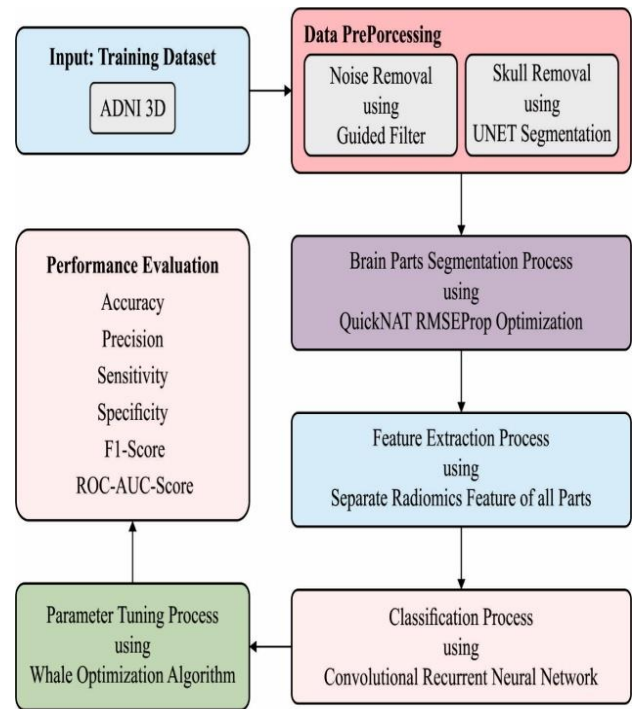 Input: Training Dataset
ADNI 3D
Data PrePorcessing
Noise Removal
using
Guided Filter
Skull Removal
using
UNET Segmentation
Brain Parts Segmentation Process
using
QuickNAT RMSEProp Optimization
Feature Extraction Process
using
Separate Radiomics Feature of all Parts
Classification Process
using
Convolutional Recurrent Neural Network
Parameter Tuning Process
using
Whale Optimization Algorithm
Performance Evaluation
Accuracy
Precision
Sensitivity
Specificity
F1-Score
ROC-AUC-Score